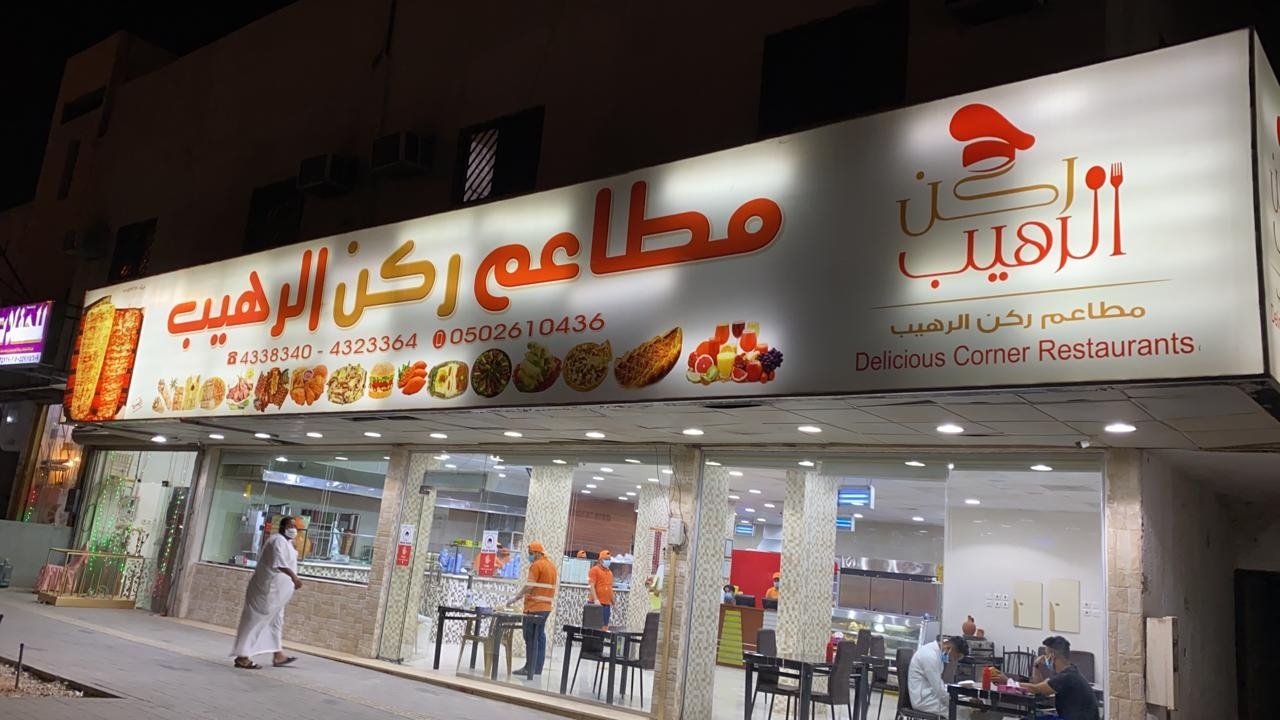 مطاعم ركن الرهيب
4338340 - 4323364 0502610436
ركن
الرهيب
مطاعم ركن الرهيب
Delicious Corner Restaurants